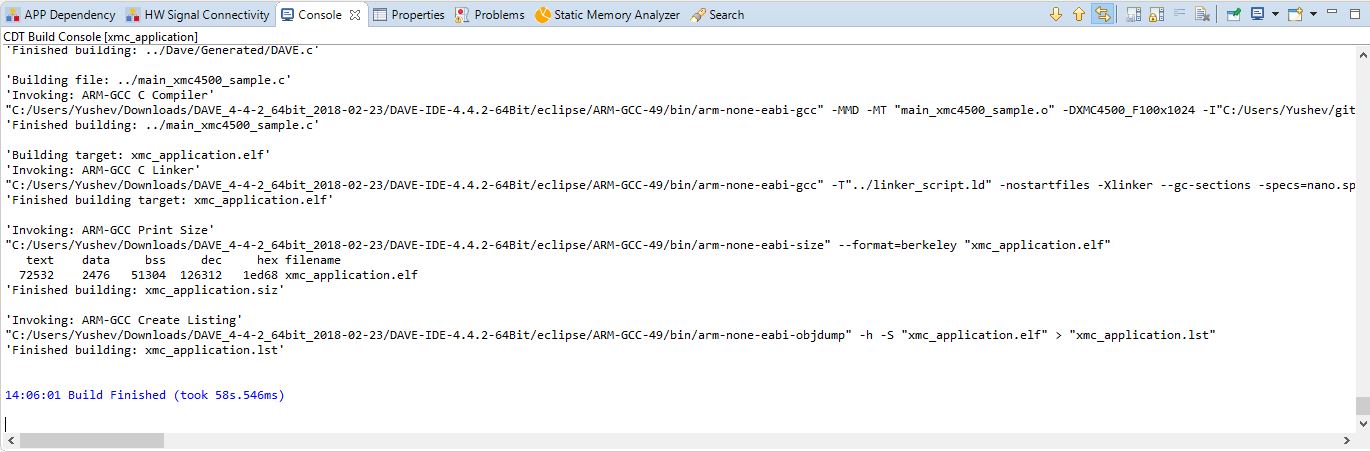 APP Dependency HW Signal Connectivity Console Properties Problems Static Memory Analyzer Search
CDT Build Console [xmc_application]
'Finished building: ../Dave/Generated/DAVE.c'
'Building file: ../main_xmc4500_sample.c'
'Invoking: ARM-GCC C Compiler'
"C:/Users/Yushev/Downloads/DAVE_4-4-2_64bit_2018-02-23/DAVE-IDE-4.4.2-64Bit/eclipse/ARM-GCC-49/bin/arm-none-eabi-gcc" -MMD -MT "main_xmc4500_sample.o" -DXMC4500_F100x1024 -I"C:/Users/Yushev/git
'Finished building: ../main_xmc4500_sample.c'
'Building target: xmc_application.elf'
'Invoking: ARM-GCC C Linker'
"C:/Users/Yushev/Downloads/DAVE_4-4-2_64bit_2018-02-23/DAVE-IDE-4.4.2-64Bit/eclipse/ARM-GCC-49/bin/arm-none-eabi-gcc" -T"../linker_script.ld" -nostartfiles -Xlinker --gc-sections -specs=nano.sp
'Finished building target: xmc_application.elf'
'Invoking: ARM-GCC Print Size'
"C:/Users/Yushev/Downloads/DAVE_4-4-2_64bit_2018-02-23/DAVE-IDE-4.4.2-64Bit/eclipse/ARM-GCC-49/bin/arm-none-eabi-size" --format=berkeley "xmc_application.elf"
text data bss dec hex filename
72532 2476 51304 126312 1ed68 xmc_application.elf
'Finished building: xmc_application.siz'
'Invoking: ARM-GCC Create Listing'
"C:/Users/Yushev/Downloads/DAVE_4-4-2_64bit_2018-02-23/DAVE-IDE-4.4.2-64Bit/eclipse/ARM-GCC-49/bin/arm-none-eabi-objdump" -h -S "xmc_application.elf" > "xmc_application.lst"
'Finished building: xmc_application.lst'
14:06:01 Build Finished (took 58s.546ms)